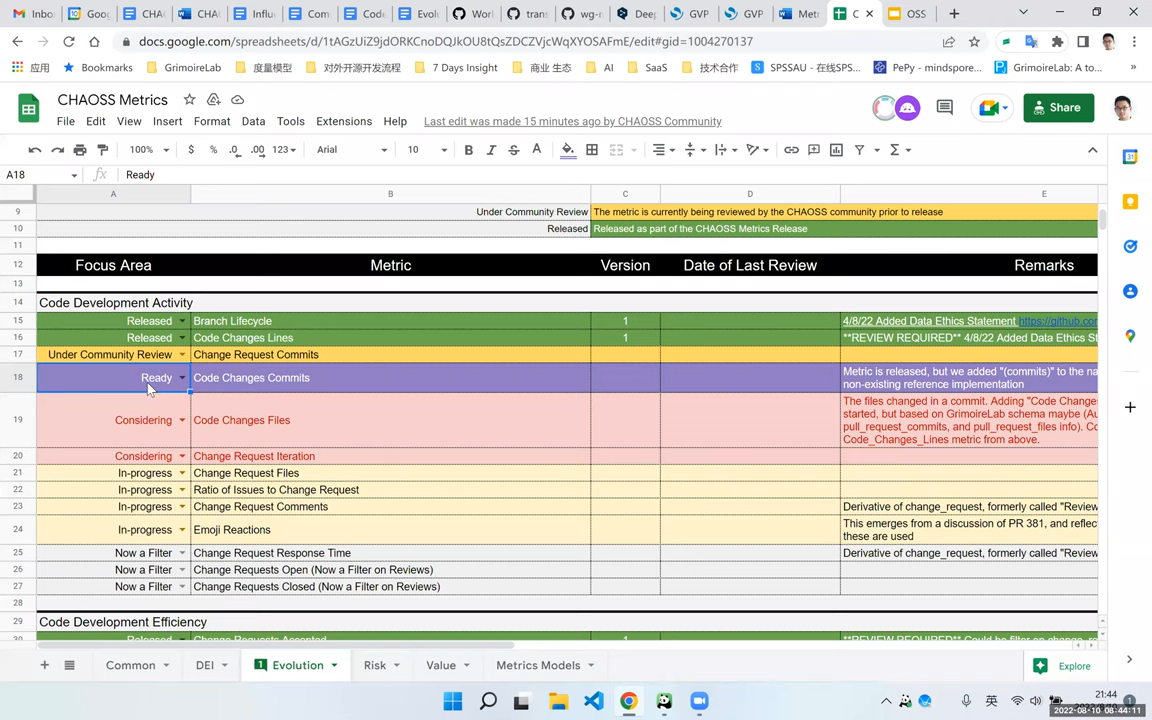 Inbo
Goog
CHA
CHA
Influ
Com
Code
Evol
Wor
trans
wg-r
Deep
GVP
GVP
Metr
C
OSS
docs.google.com/spreadsheets/d/1tAGzUiZ9jdORKCnoDQJkOU8tQsZDCZVjcWqXYOSAFmE/edit#gid=1004270137
应用 Bookmarks GrimoireLab 度量模型 对外开源开发流程 7 Days Insight 商业 生态 AI SaaS 技术合作 SPSSAU - 在线SPS... PePy - mindspore... GrimoireLab: A to... »
CHAOSS Metrics
File Edit View Insert Format Data Tools Extensions Help Last edit was made 15 minutes ago by CHAOSS Community
Share
100% $ % .0 .00 123 Arial 10 B I S A
A18 fx Ready
A B C D E
9 Under Community Review The metric is currently being reviewed by the CHAOSS community prior to release
10 Released Released as part of the CHAOSS Metrics Release
11
12 Focus Area Metric Version Date of Last Review Remarks
13
14 Code Development Activity
15 Released Branch Lifecycle 1 4/8/22 Added Data Ethics Statement https://github.com
16 Released Code Changes Lines 1 **REVIEW REQUIRED** 4/8/22 Added Data Ethics St
17 Under Community Review Change Request Commits
18 Ready Code Changes Commits Metric is released, but we added "(commits)" to the na
non-existing reference implementation
19 Considering Code Changes Files The files changed in a commit. Adding "Code Change
started, but based on GrimoireLab schema maybe (Au
pull_request_commits, and pull_request_files info). Co
Code_Changes_Lines metric from above.
20 Considering Change Request Iteration
21 In-progress Change Request Files
22 In-progress Ratio of Issues to Change Request
23 In-progress Change Request Comments Derivative of change_request, formerly called "Review
24 In-progress Emoji Reactions This emerges from a discussion of PR 381, and reflec
these are used
25 Now a Filter Change Request Response Time Derivative of change_request, formerly called "Review
26 Now a Filter Change Requests Open (Now a Filter on Reviews)
27 Now a Filter Change Requests Closed (Now a Filter on Reviews)
28
29 Code Development Efficiency
30 Released Change Requests Accepted 1 **REVIEW REQUIRED** Could be filter on change_re
Common DEI 1 Evolution Risk Value Metrics Models Explore
英 21:44
2022-08-10 08:44:11